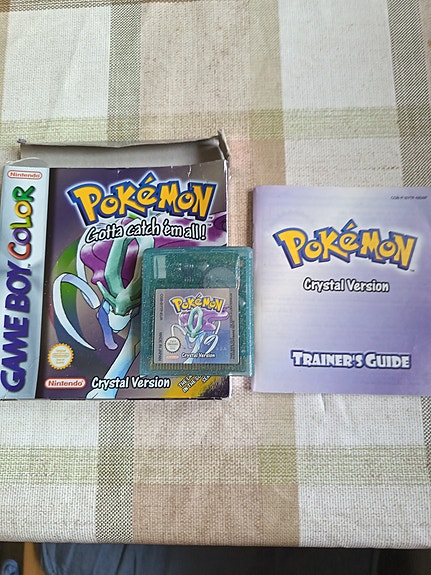 Nintendo
GAME BOY COLOR
POKéMON
Gotta catch 'em all!
Nintendo
Crystal Version
POKéMON
Crystal Version
POKéMON
Crystal Version
TRAINER'S GUIDE